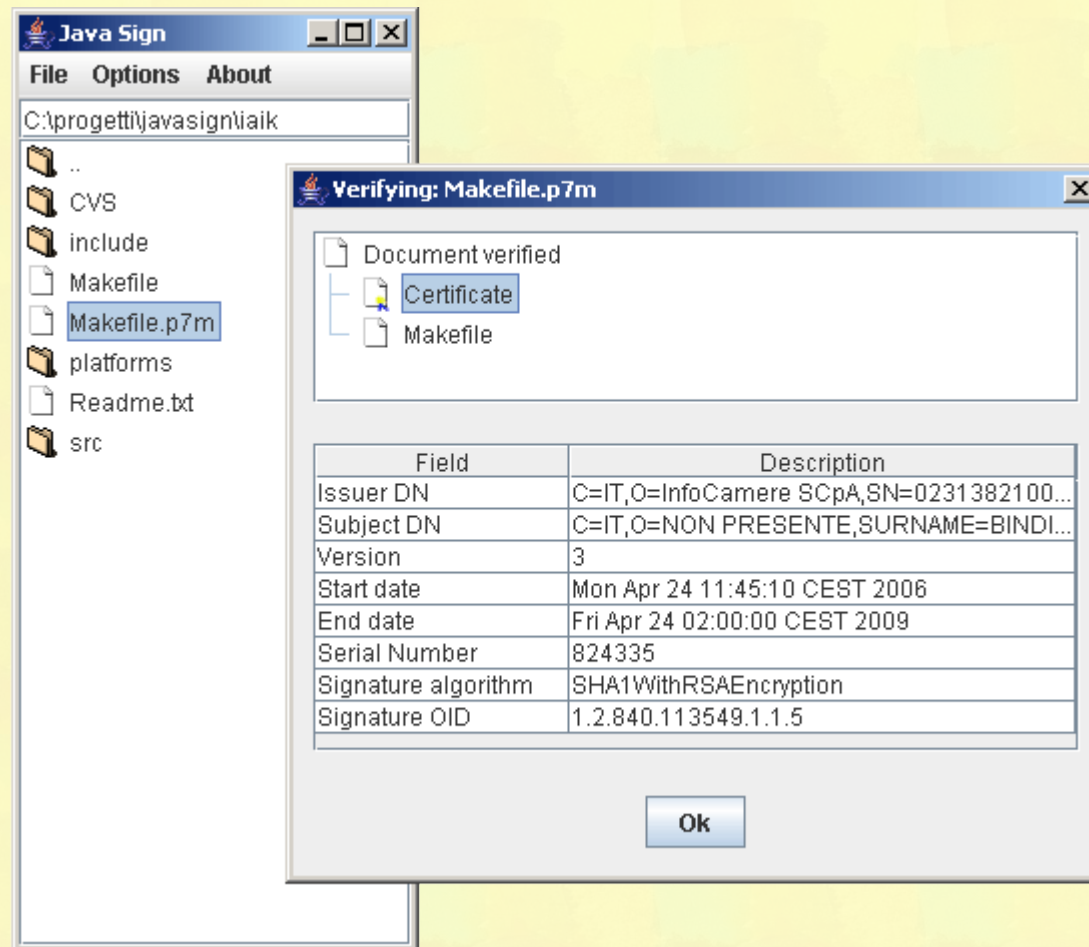 Java Sign
File Options About
C:\progetti\javasign\iaik
..
CVS
include
Makefile
Makefile.p7m
platforms
Readme.txt
src
Verifying: Makefile.p7m
Document verified
Certificate
Makefile
Field Description
Issuer DN C=IT,O=InfoCamere SCpA,SN=0231382100...
Subject DN C=IT,O=NON PRESENTE,SURNAME=BINDI...
Version 3
Start date Mon Apr 24 11:45:10 CEST 2006
End date Fri Apr 24 02:00:00 CEST 2009
Serial Number 824335
Signature algorithm SHA1WithRSAEncryption
Signature OID 1.2.840.113549.1.1.5
Ok